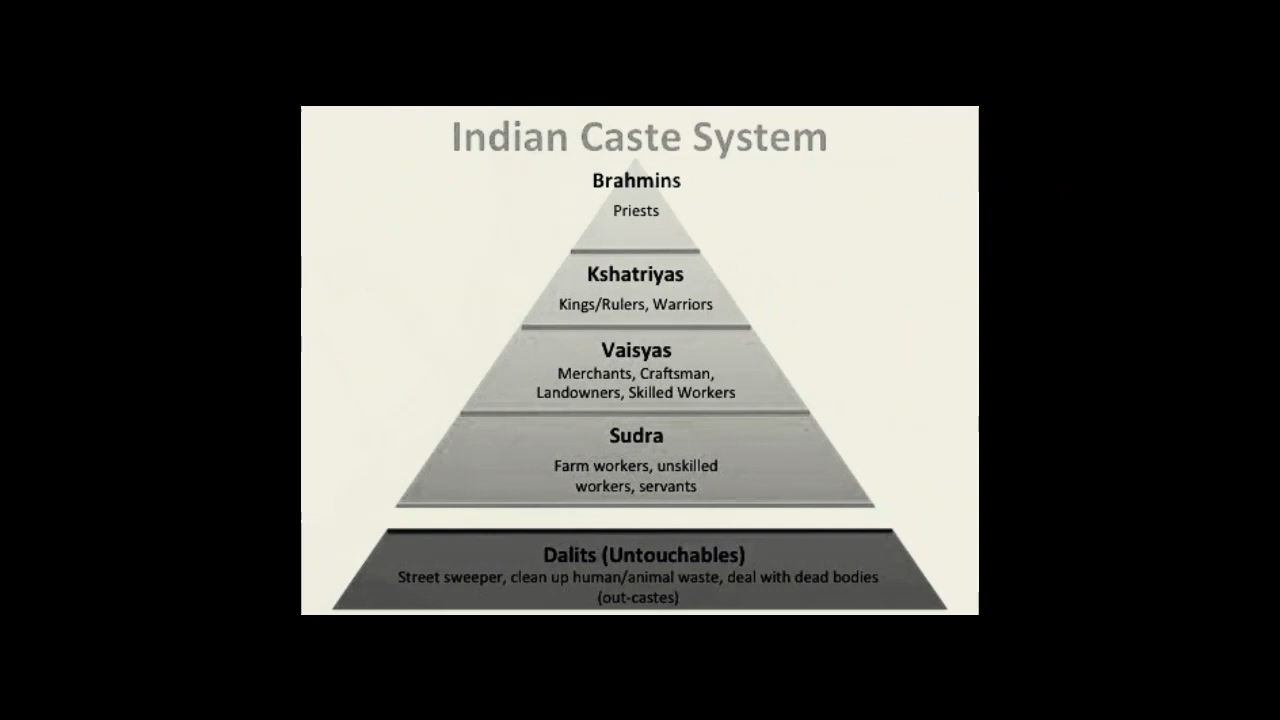 Indian Caste System
Brahmins
Priests
Kshatriyas
Kings/Rulers, Warriors
Vaisyas
Merchants, Craftsman,
Landowners, Skilled Workers
Sudra
Farm workers, unskilled
workers, servants
Dalits (Untouchables)
Street sweeper, clean up human/animal waste, deal with dead bodies
(out-castes)